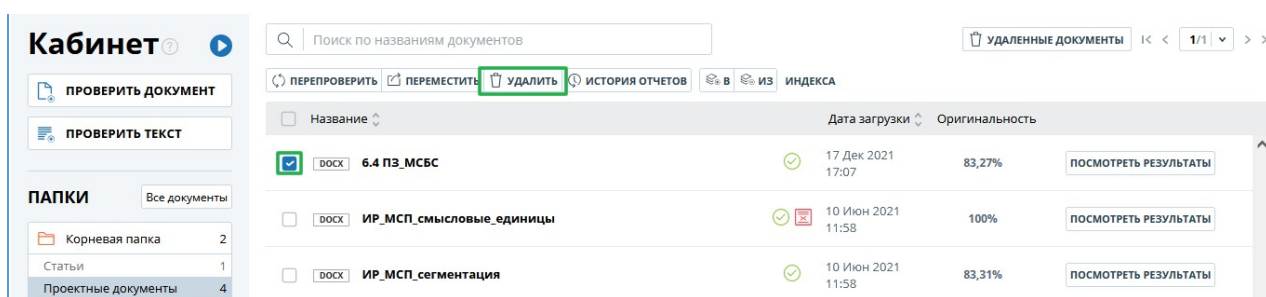 Кабинет
Поиск по названиям документов
УДАЛЕННЫЕ ДОКУМЕНТЫ |< < 1/1 > >
ПРОВЕРИТЬ ДОКУМЕНТ
ПЕРЕПРОВЕРИТЬ ПЕРЕМЕСТИТЬ УДАЛИТЬ ИСТОРИЯ ОТЧЕТОВ В ИЗ ИНДЕКСА
ПРОВЕРИТЬ ТЕКСТ
Название Дата загрузки Оригинальность
DOCX 6.4 ПЗ_МСБС 17 Дек 2021 83,27% ПОСМОТРЕТЬ РЕЗУЛЬТАТЫ
17:07
ПАПКИ Все документы
DOCX ИР_МСП_смысловые_единицы 10 Июн 2021 100% ПОСМОТРЕТЬ РЕЗУЛЬТАТЫ
11:58
Корневая папка 2
Статьи 1
DOCX ИР_МСП_сегментация 10 Июн 2021 83,31% ПОСМОТРЕТЬ РЕЗУЛЬТАТЫ
11:58
Проектные документы 4